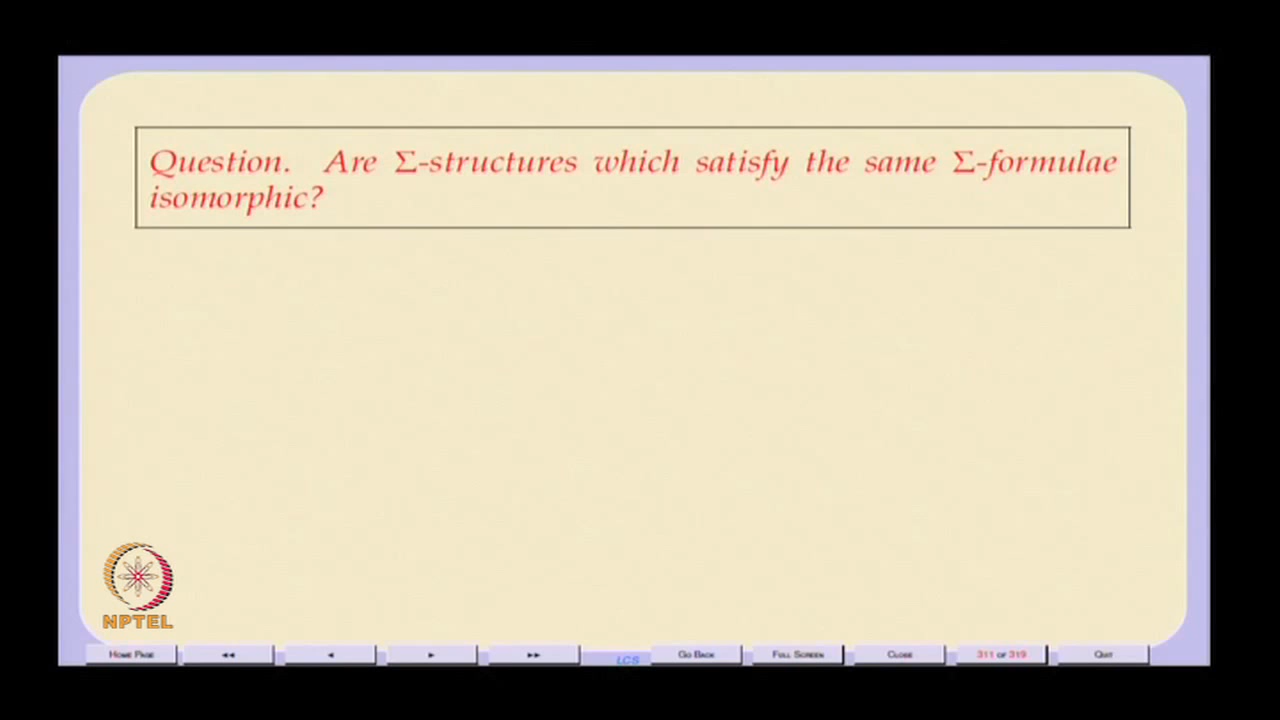 Question. Are Σ-structures which satisfy the same Σ-formulae
isomorphic?
NPTEL
HOME PAGE ◀◀ ◀ ▶ ▶▶ LCS GO BACK FULL SCREEN CLOSE 311 OF 319 QUIT